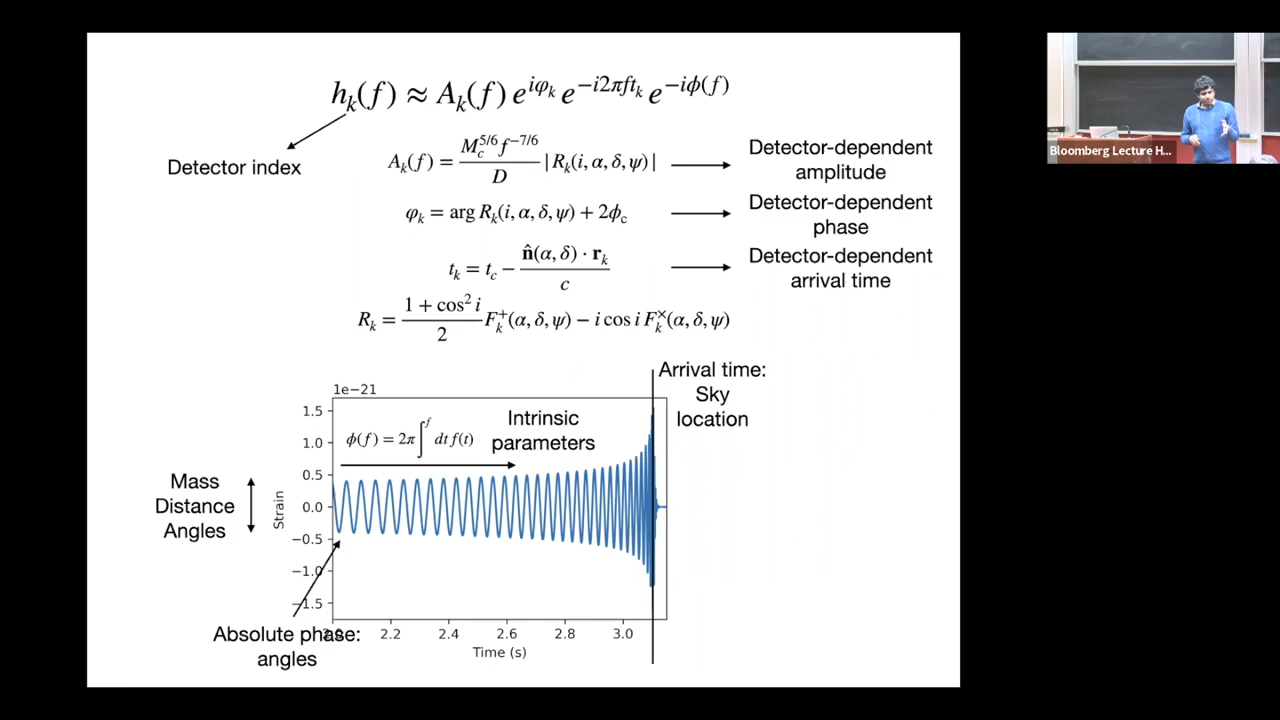 h_k(f) ≈ A_k(f) e^{iφ_k} e^{−i2πft_k} e^{−iϕ(f)}
Detector index
A_k(f) = \frac{M_c^{5/6} f^{−7/6}}{D} |R_k(i, α, δ, ψ)|
Detector-dependent
amplitude
φ_k = arg R_k(i, α, δ, ψ) + 2ϕ_c
Detector-dependent
phase
t_k = t_c − \frac{n̂(α, δ) · r_k}{c}
Detector-dependent
arrival time
R_k = \frac{1 + cos² i}{2} F_k^+(α, δ, ψ) − i cos i F_k^×(α, δ, ψ)
Arrival time:
Sky
location
1e−21
ϕ(f) = 2π ∫^f dt f(t)
Intrinsic
parameters
Mass
Distance
Angles
Strain
1.5
1.0
0.5
0.0
−0.5
−1.0
−1.5
Absolute phase:
angles
2.2 2.4 2.6 2.8 3.0
Time (s)
Bloomberg Lecture H...